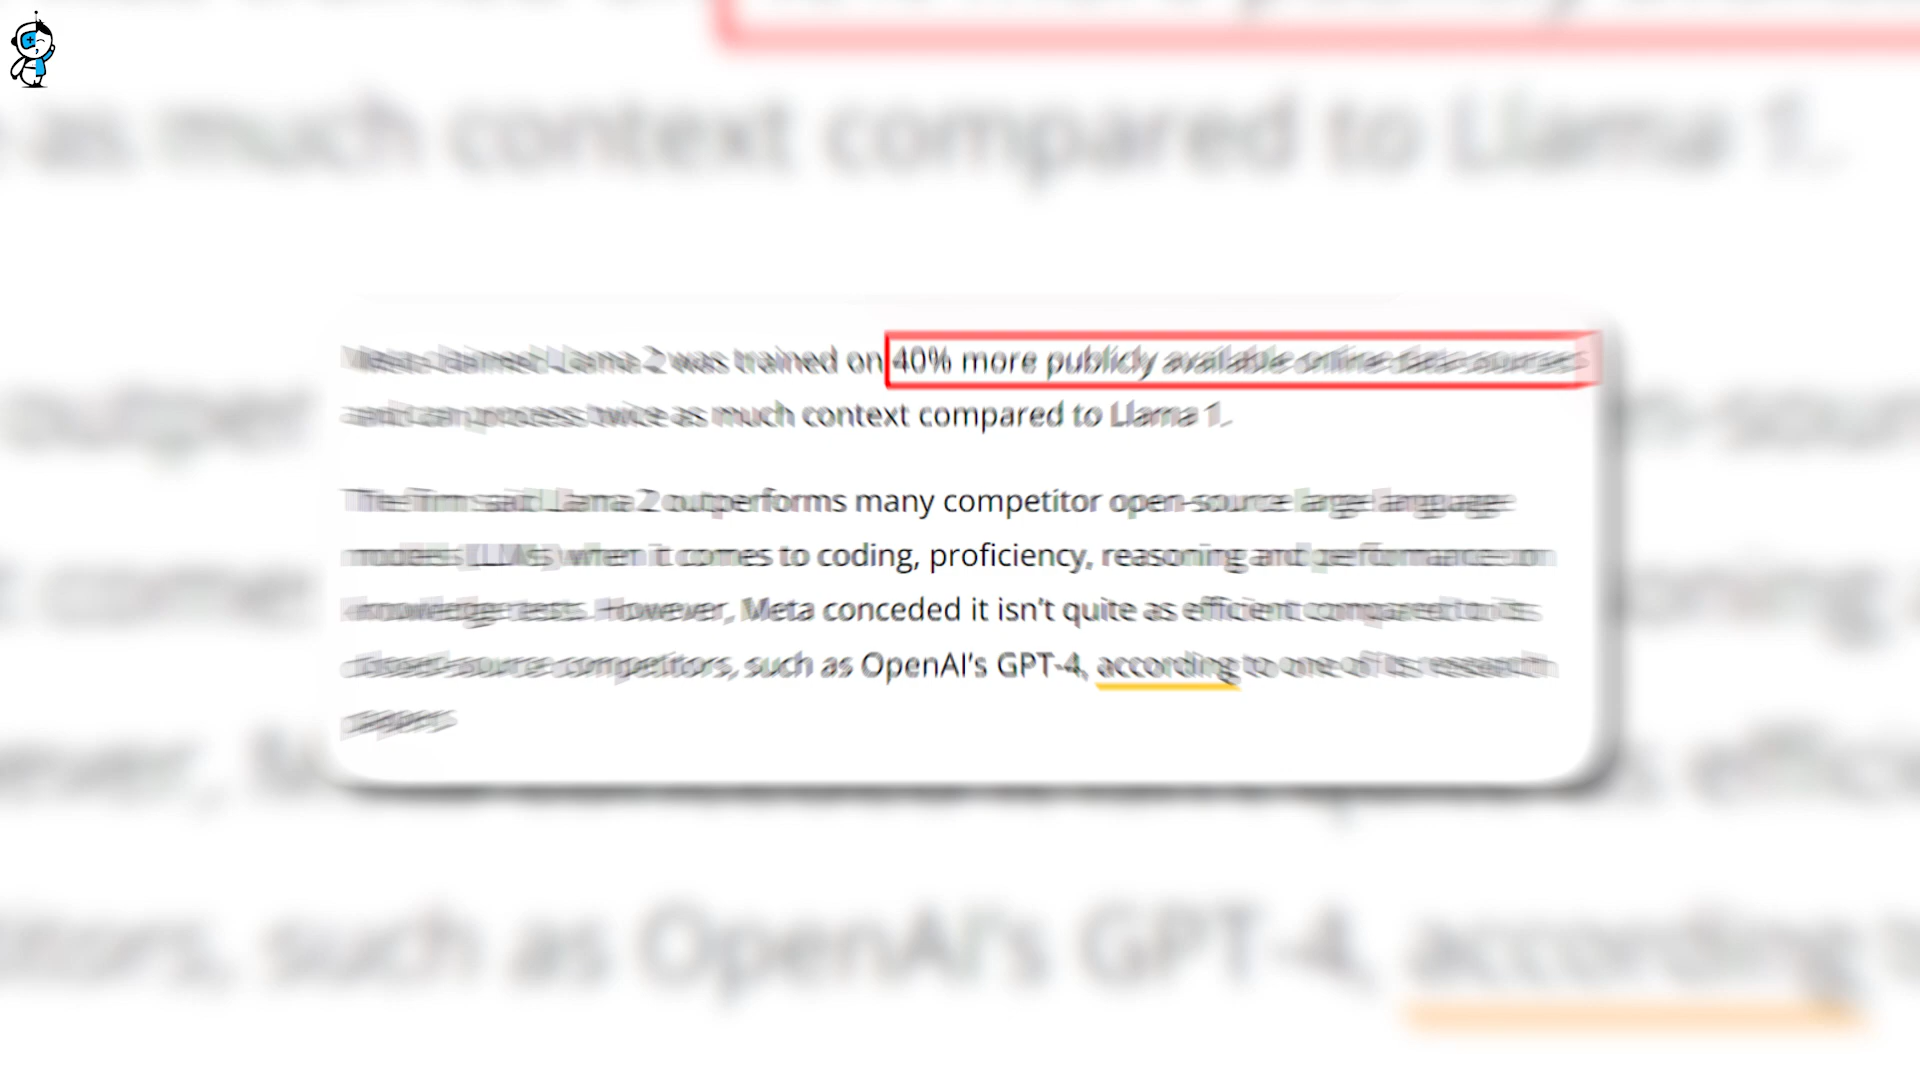 as much context compared to Llama 1.
Meta claimed Llama 2 was trained on 40% more publicly available online data sources
and can process twice as much context compared to Llama 1.
The firm said Llama 2 outperforms many competitor open-source large language
models (LLMs) when it comes to coding, proficiency, reasoning and performance on
knowledge tests. However, Meta conceded it isn't quite as efficient compared to its
closed-source competitors, such as OpenAI's GPT-4, according to one of its research
papers.
such as OpenAI's GPT-4, according